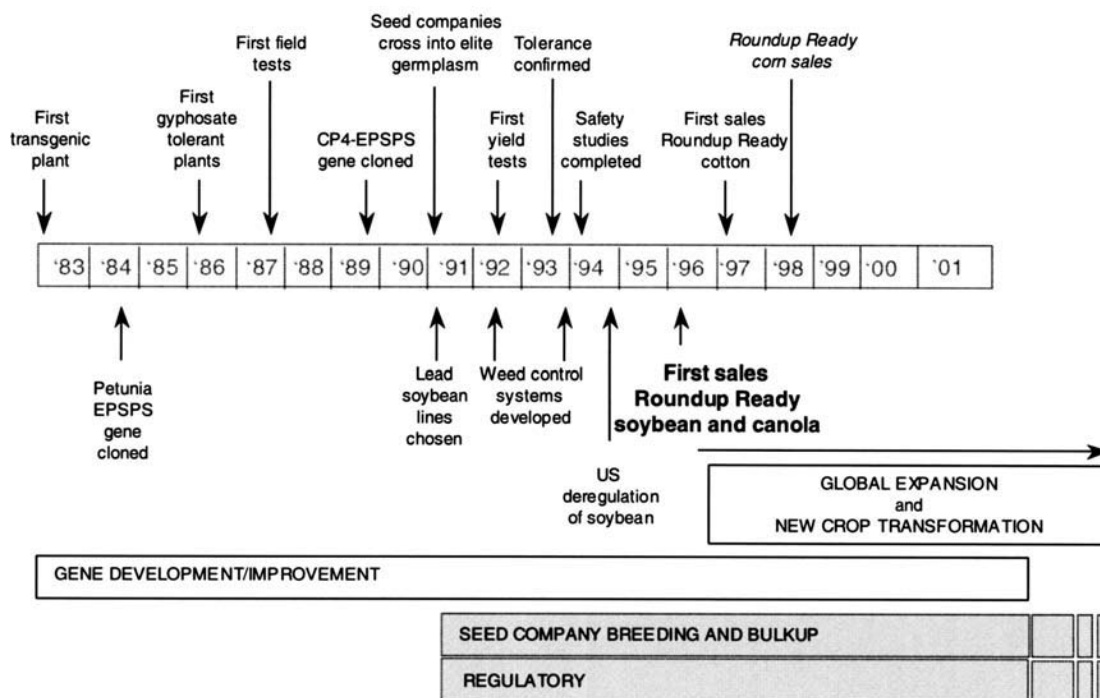 First
transgenic
plant
First
gyphosate
tolerant
plants
First field
tests
CP4-EPSPS
gene cloned
Seed companies
cross into elite
germplasm
First
yield
tests
Tolerance
confirmed
Safety
studies
completed
First sales
Roundup Ready
cotton
Roundup Ready
corn sales
'83 '84 '85 '86 '87 '88 '89 '90 '91 '92 '93 '94 '95 '96 '97 '98 '99 '00 '01
Petunia
EPSPS
gene
cloned
Lead
soybean
lines
chosen
Weed control
systems
developed
US
deregulation
of soybean
First sales
Roundup Ready
soybean and canola
GLOBAL EXPANSION
and
NEW CROP TRANSFORMATION
GENE DEVELOPMENT/IMPROVEMENT
SEED COMPANY BREEDING AND BULKUP
REGULATORY